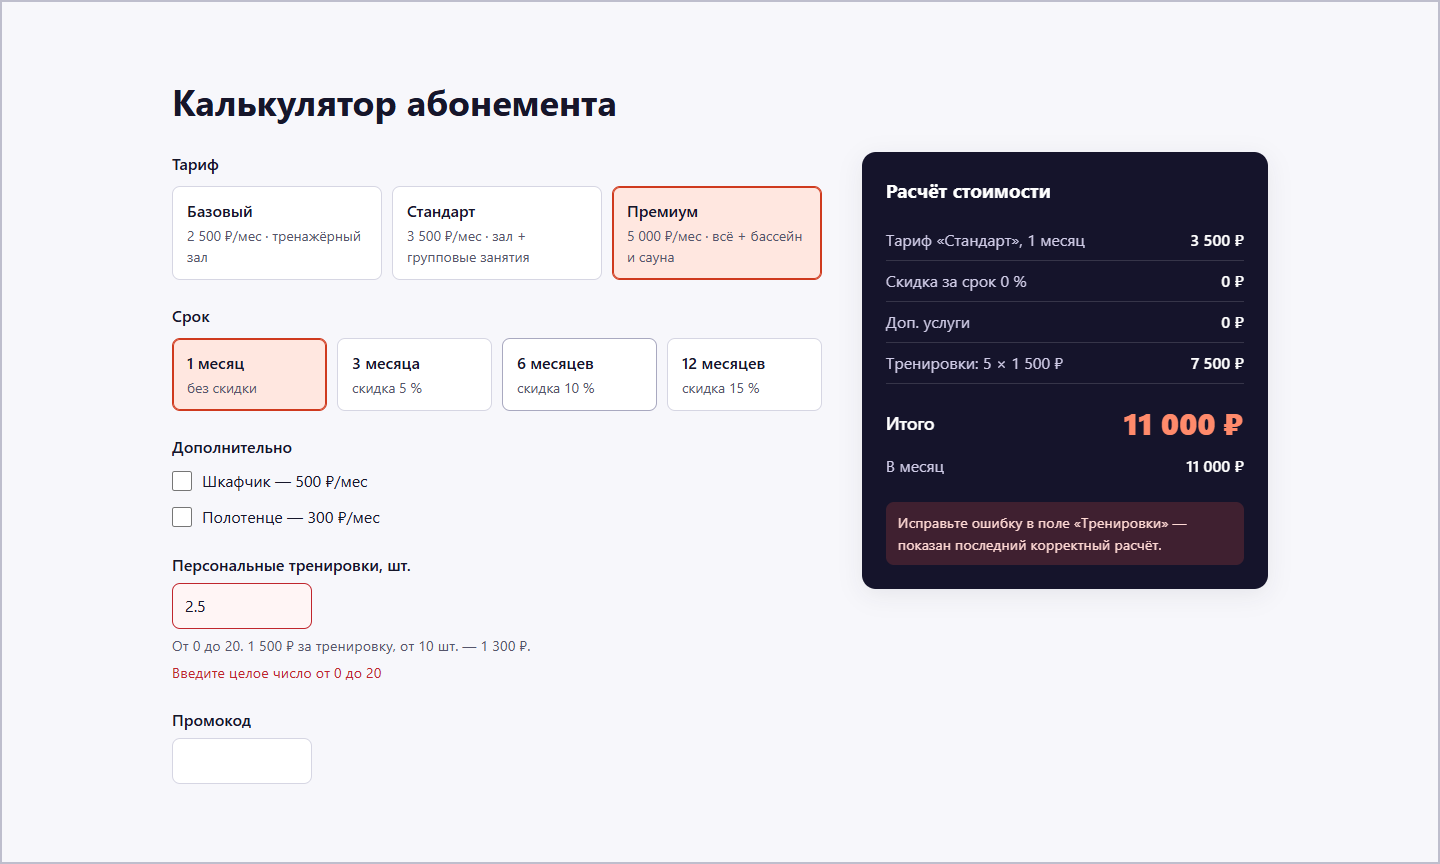 Калькулятор абонемента
Тариф
Базовый
2 500 ₽/мес · тренажёрный
зал
Стандарт
3 500 ₽/мес · зал +
групповые занятия
Премиум
5 000 ₽/мес · всё + бассейн
и сауна
Срок
1 месяц
без скидки
3 месяца
скидка 5 %
6 месяцев
скидка 10 %
12 месяцев
скидка 15 %
Дополнительно
Шкафчик — 500 ₽/мес
Полотенце — 300 ₽/мес
Персональные тренировки, шт.
2.5
От 0 до 20. 1 500 ₽ за тренировку, от 10 шт. — 1 300 ₽.
Введите целое число от 0 до 20
Промокод
Расчёт стоимости
Тариф «Стандарт», 1 месяц 3 500 ₽
Скидка за срок 0 % 0 ₽
Доп. услуги 0 ₽
Тренировки: 5 × 1 500 ₽ 7 500 ₽
Итого 11 000 ₽
В месяц 11 000 ₽
Исправьте ошибку в поле «Тренировки» —
показан последний корректный расчёт.